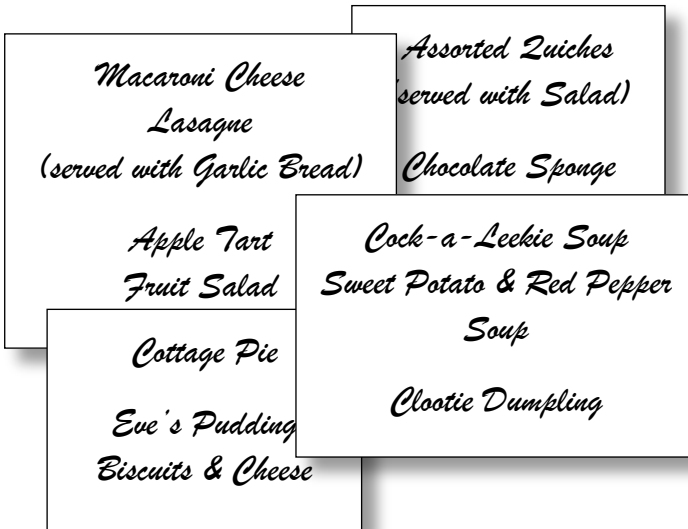 Macaroni Cheese
Lasagne
(served with Garlic Bread)
Apple Tart
Fruit Salad
Assorted Quiches
(served with Salad)
Chocolate Sponge
Cock-a-Leekie Soup
Sweet Potato & Red Pepper
Soup
Clootie Dumpling
Cottage Pie
Eve's Pudding
Biscuits & Cheese